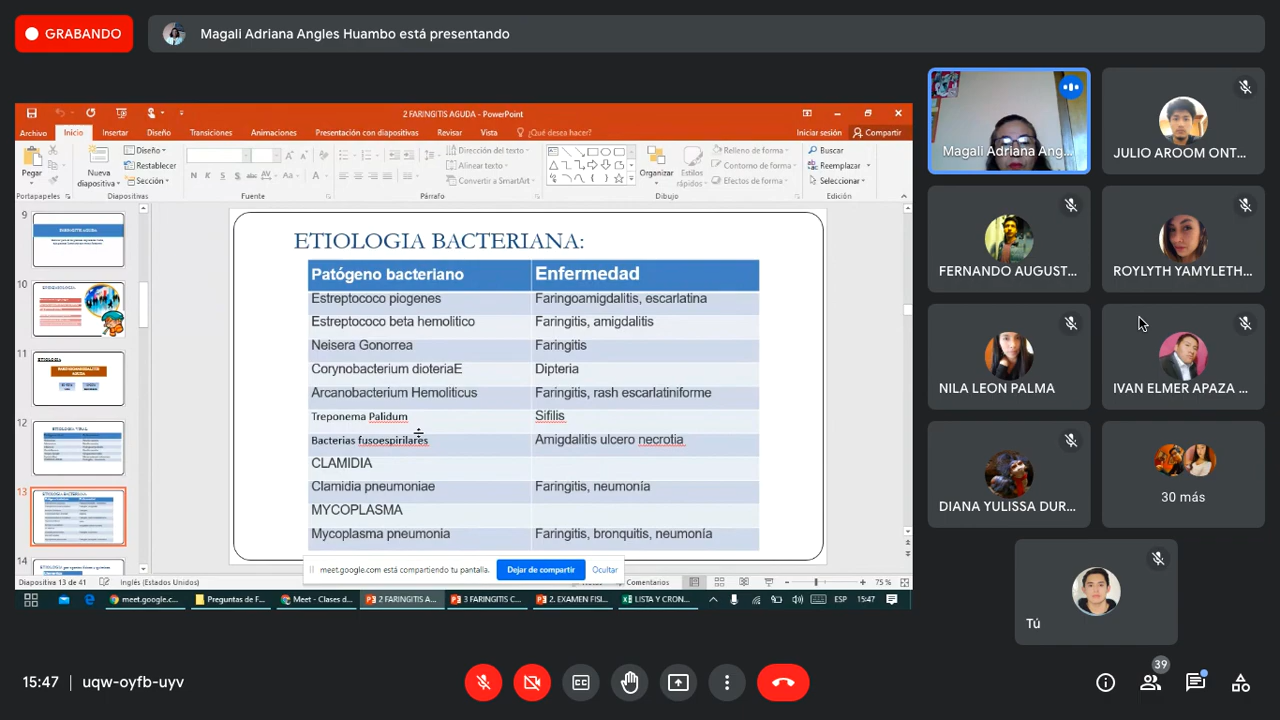 GRABANDO
Magali Adriana Angles Huambo está presentando
2 FARINGITIS AGUDA - PowerPoint
Archivo Inicio Insertar Diseño Transiciones Animaciones Presentación con diapositivas Revisar Vista ¿Qué desea hacer? Iniciar sesión Compartir
Pegar
Nueva diapositiva
Diseño
Restablecer
Sección
Dirección del texto
Alinear texto
Convertir a SmartArt
Organizar
Estilos rápidos
Relleno de forma
Contorno de forma
Efectos de forma
Buscar
Reemplazar
Seleccionar
Portapapeles Diapositivas Fuente Párrafo Dibujo Edición
9
10
11
12
13
14
ETIOLOGIA BACTERIANA:
Patógeno bacteriano Enfermedad
Estreptococo piogenes Faringoamigdalitis, escarlatina
Estreptococo beta hemolitico Faringitis, amigdalitis
Neisera Gonorrea Faringitis
Corynobacterium dioteriaE Dipteria
Arcanobacterium Hemoliticus Faringitis, rash escarlatiniforme
Treponema Palidum Sifilis
Bacterias fusoespirilares Amigdalitis ulcero necrotia
CLAMIDIA
Clamidia pneumoniae Faringitis, neumonía
MYCOPLASMA
Mycoplasma pneumonia Faringitis, bronquitis, neumonía
meet.google.com está compartiendo tu pantalla. Dejar de compartir Ocultar
Diapositiva 13 de 41 Inglés (Estados Unidos) Comentarios 75 %
meet.google.c... Preguntas de F... Meet - Clases d... 2 FARINGITIS A... 3 FARINGITIS C... 2. EXAMEN FISI... LISTA Y CRON... ESP 15:47
Magali Adriana Ang...
JULIO AROOM ONT...
FERNANDO AUGUST...
ROYLYTH YAMYLETH...
NILA LEON PALMA
IVAN ELMER APAZA ...
DIANA YULISSA DUR...
30 más
Tú
15:47 | uqw-oyfb-uyv
39